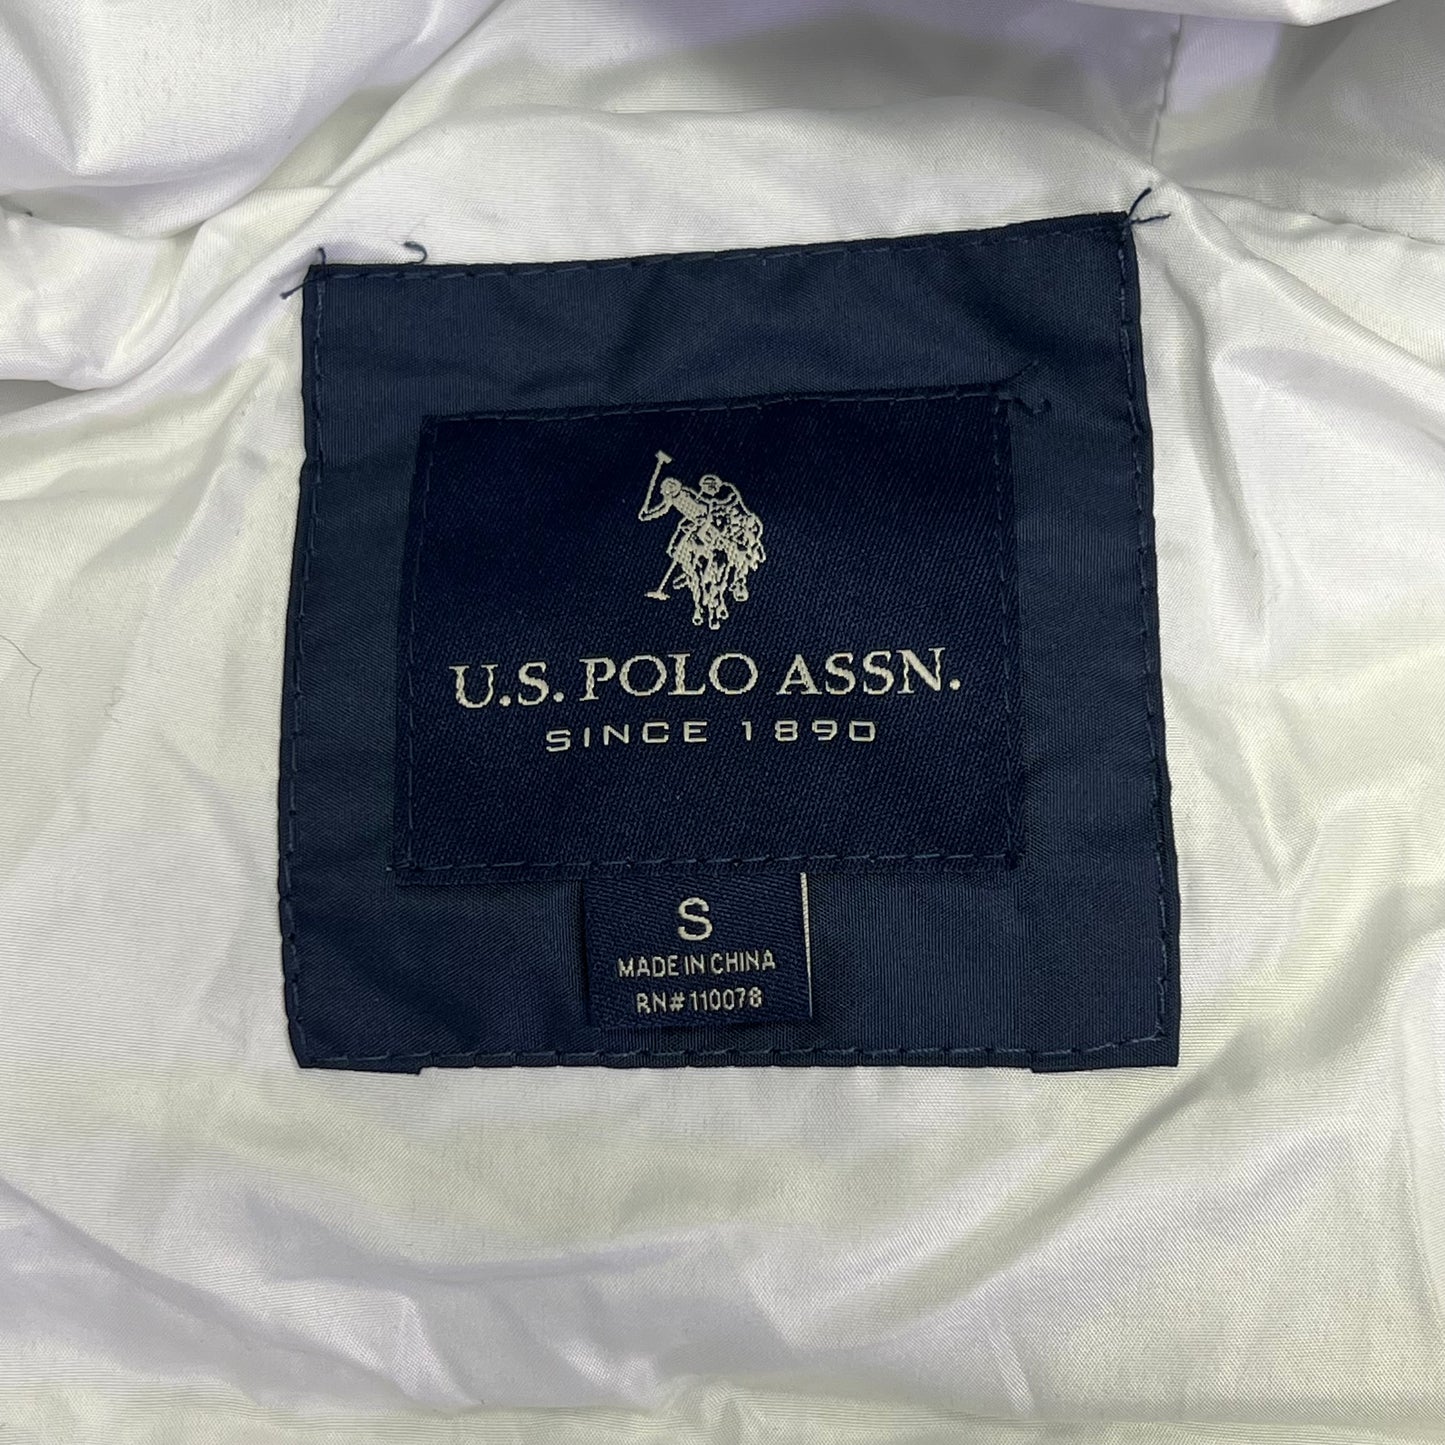 U.S. POLO ASSN.
SINCE 1890
S
MADE IN CHINA
RN# 110078